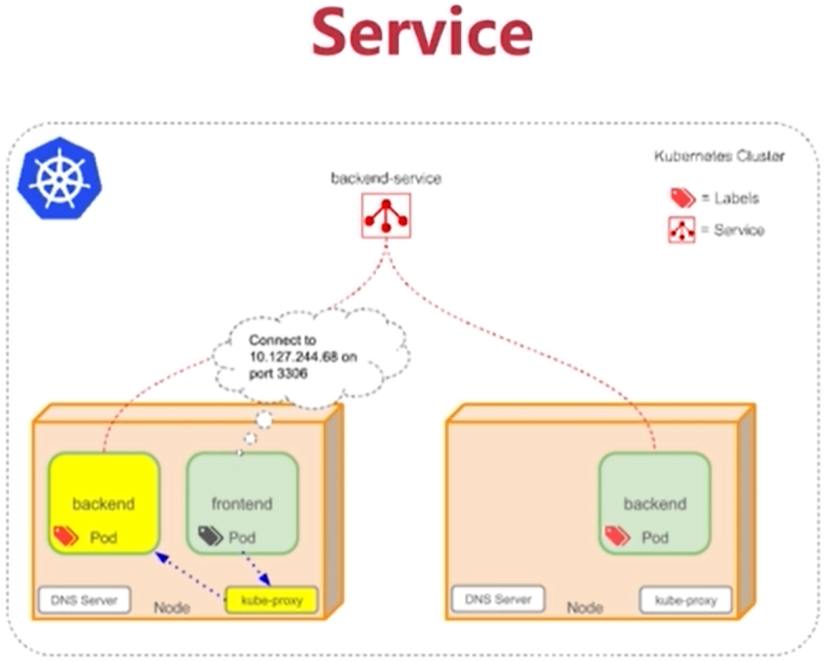 Service
Kubernetes Cluster
backend-service
= Labels
= Service
Connect to
10.127.244.68 on
port 3306
backend
Pod
frontend
Pod
DNS Server
Node
kube-proxy
backend
Pod
DNS Server
Node
kube-proxy